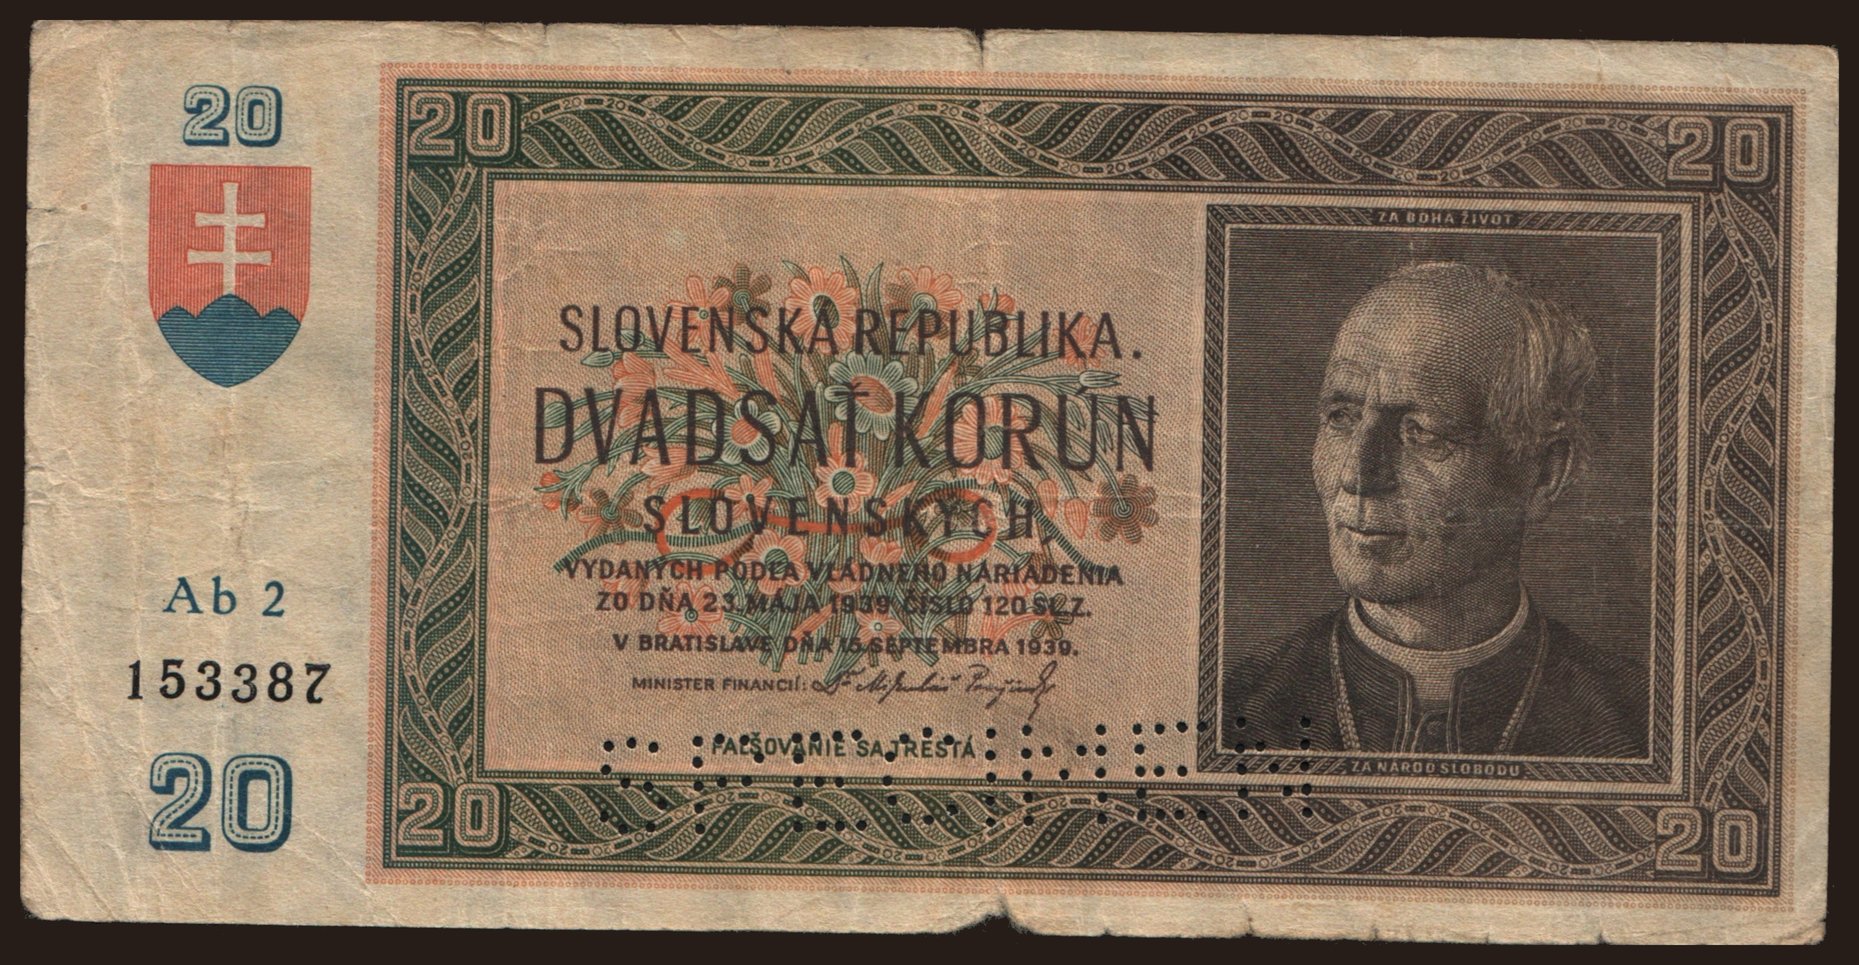 20
20
20
ZA BOHA ŽIVOT
SLOVENSKÁ REPUBLIKA.
DVADSAŤ KORÚN
SLOVENSKÝCH,
VYDANÝCH PODĽA VLÁDNEHO NARIADENIA
ZO DŇA 23. MÁJA 1939 ČÍSLO 120 SL. Z.
V BRATISLAVE DŇA 15. SEPTEMBRA 1939.
MINISTER FINANCIÍ:
Ab 2
153387
FALŠOVANIE SA TRESTÁ
SPECIMEN
ZA NÁROD SLOBODU
20
20
20